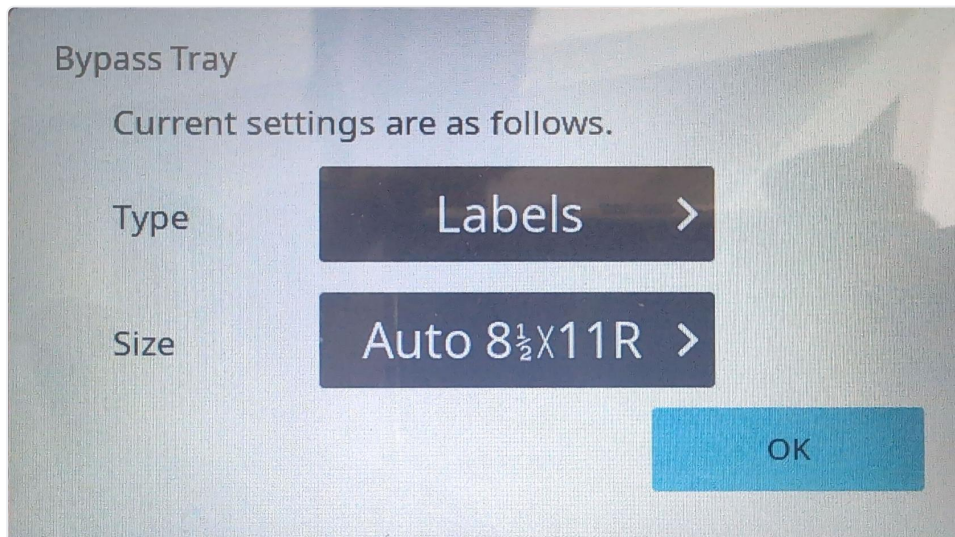 Bypass Tray
Current settings are as follows.
Type
Labels
Size
Auto 8½X11R
OK